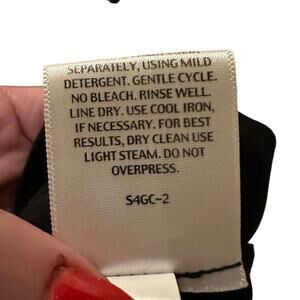 SEPARATELY, USING MILD
DETERGENT. GENTLE CYCLE.
NO BLEACH. RINSE WELL.
LINE DRY. USE COOL IRON,
IF NECESSARY. FOR BEST
RESULTS, DRY CLEAN USE
LIGHT STEAM. DO NOT
OVERPRESS.
S4GC-2